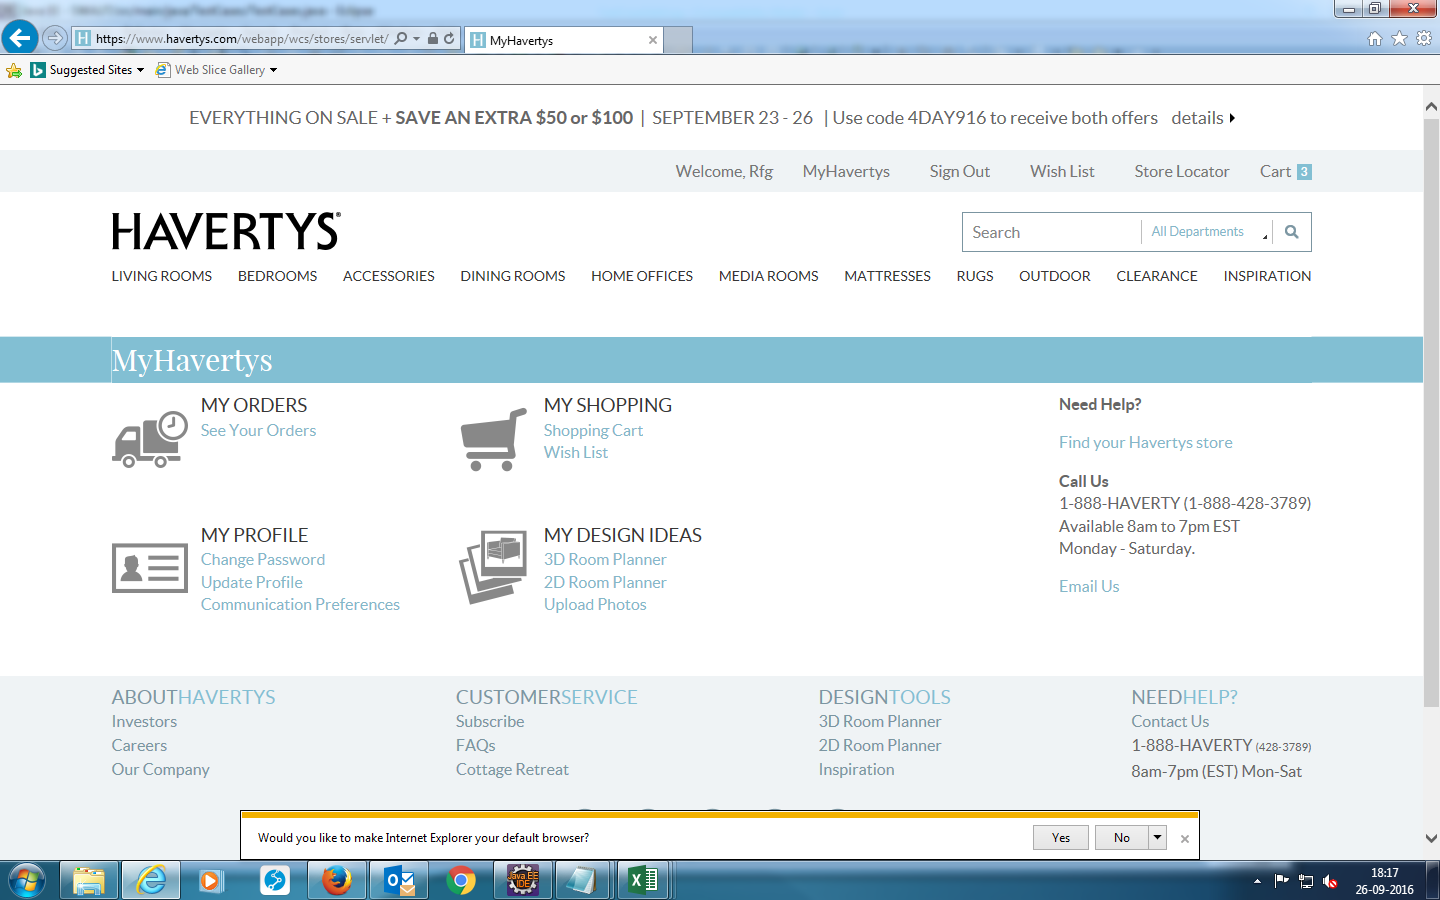 https://www.havertys.com/webapp/wcs/stores/servlet/
MyHavertys
Suggested Sites
Web Slice Gallery
EVERYTHING ON SALE + SAVE AN EXTRA $50 or $100 | SEPTEMBER 23 - 26 | Use code 4DAY916 to receive both offers details
Welcome, Rfg MyHavertys Sign Out Wish List Store Locator Cart 3
HAVERTYS®
Search All Departments
LIVING ROOMS BEDROOMS ACCESSORIES DINING ROOMS HOME OFFICES MEDIA ROOMS MATTRESSES RUGS OUTDOOR CLEARANCE INSPIRATION
MyHavertys
MY ORDERS
See Your Orders
MY SHOPPING
Shopping Cart
Wish List
Need Help?
Find your Havertys store
Call Us
1-888-HAVERTY (1-888-428-3789)
Available 8am to 7pm EST
Monday - Saturday.
Email Us
MY PROFILE
Change Password
Update Profile
Communication Preferences
MY DESIGN IDEAS
3D Room Planner
2D Room Planner
Upload Photos
ABOUTHAVERTYS
Investors
Careers
Our Company
CUSTOMERSERVICE
Subscribe
FAQs
Cottage Retreat
DESIGNTOOLS
3D Room Planner
2D Room Planner
Inspiration
NEEDHELP?
Contact Us
1-888-HAVERTY (428-3789)
8am-7pm (EST) Mon-Sat
Would you like to make Internet Explorer your default browser? Yes No
Java EE
IDE
18:17
26-09-2016